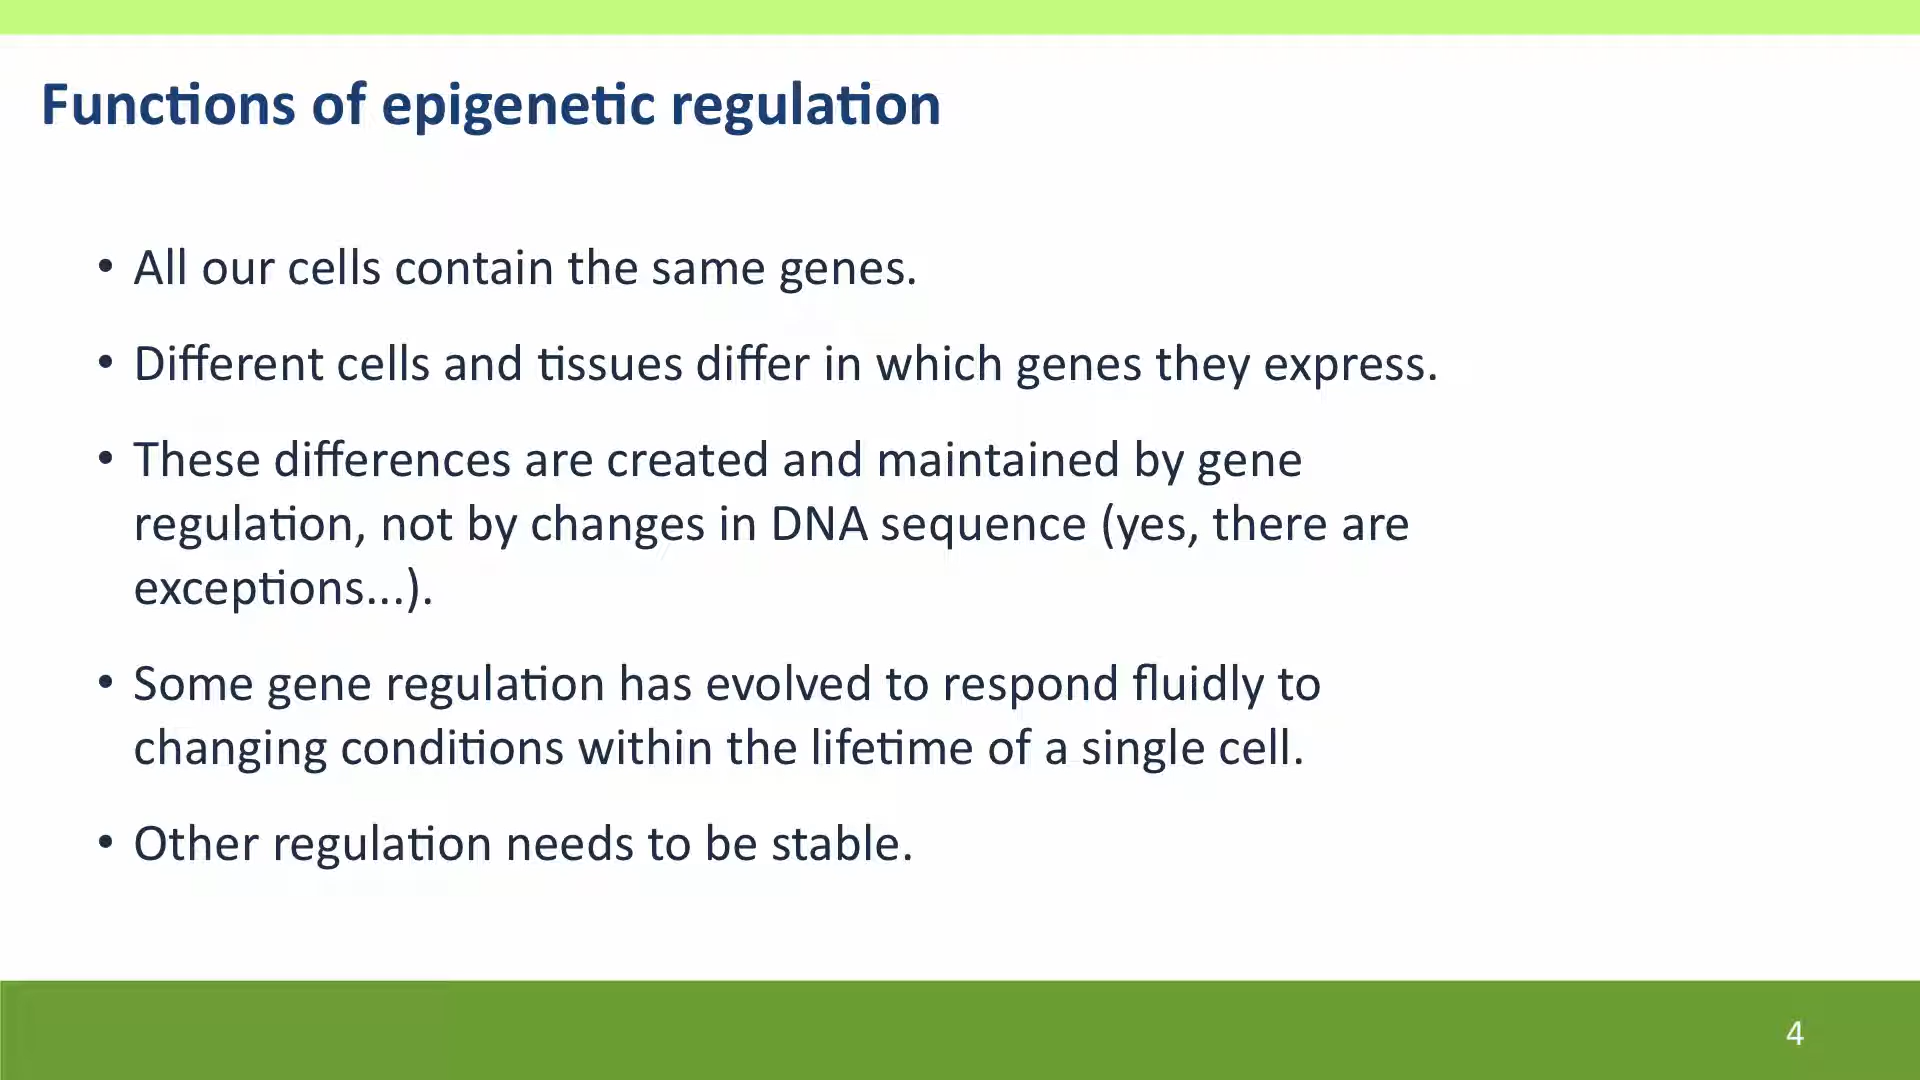 Functions of epigenetic regulation
• All our cells contain the same genes.
• Different cells and tissues differ in which genes they express.
• These differences are created and maintained by gene
regulation, not by changes in DNA sequence (yes, there are
exceptions...).
• Some gene regulation has evolved to respond fluidly to
changing conditions within the lifetime of a single cell.
• Other regulation needs to be stable.
4